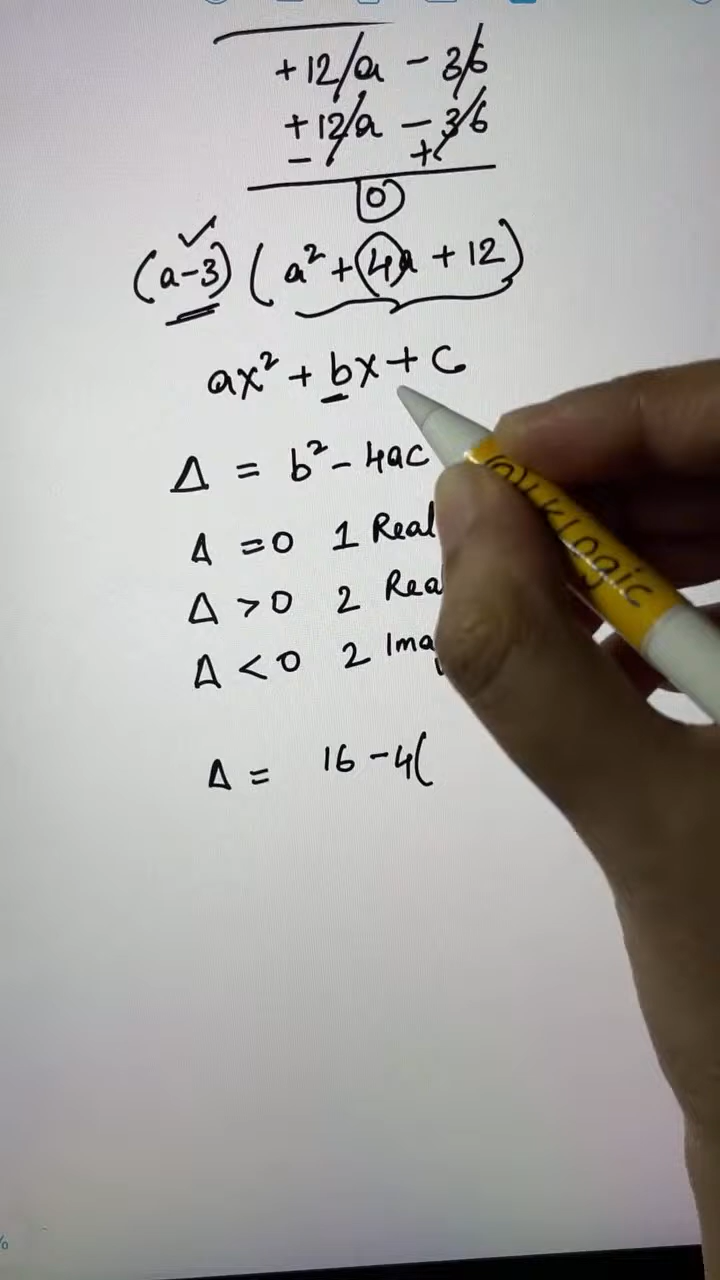 +12a - 36
+12a - 36
- +
0
(a-3) (a² + 4a + 12)
ax² + bx + c
Δ = b² - 4ac
Δ = 0 1 Real
Δ > 0 2 Rea
Δ < 0 2 Ima
Δ = 16 - 4(
%